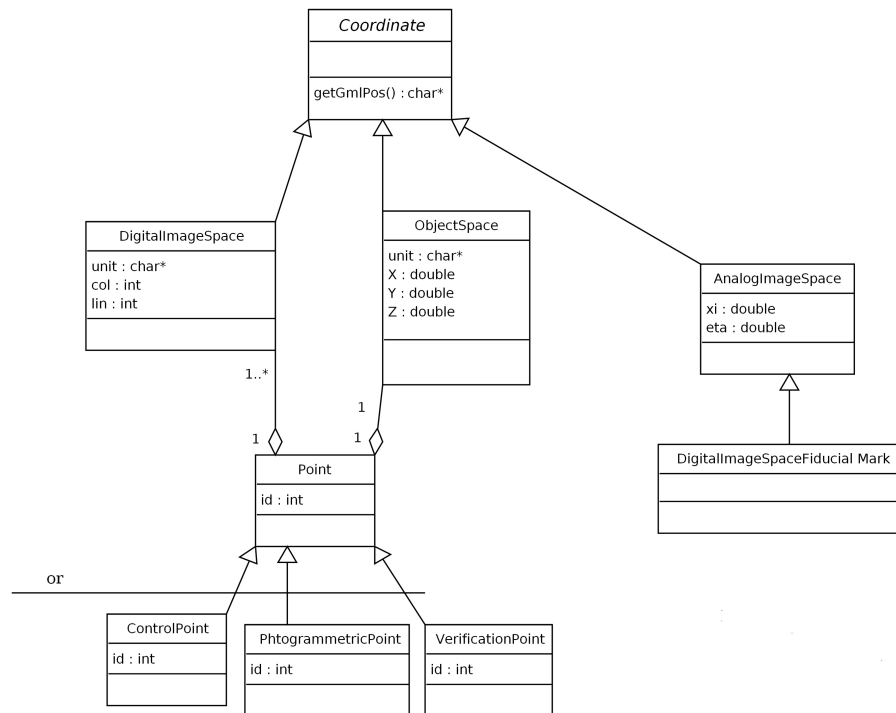 Coordinate
getGmlPos() : char*
DigitalImageSpace
unit : char*
col : int
lin : int
ObjectSpace
unit : char*
X : double
Y : double
Z : double
AnalogImageSpace
xi : double
eta : double
DigitalImageSpaceFiducial Mark
1..*
1
1
1
Point
id : int
or
ControlPoint
id : int
PhtogrammetricPoint
id : int
VerificationPoint
id : int